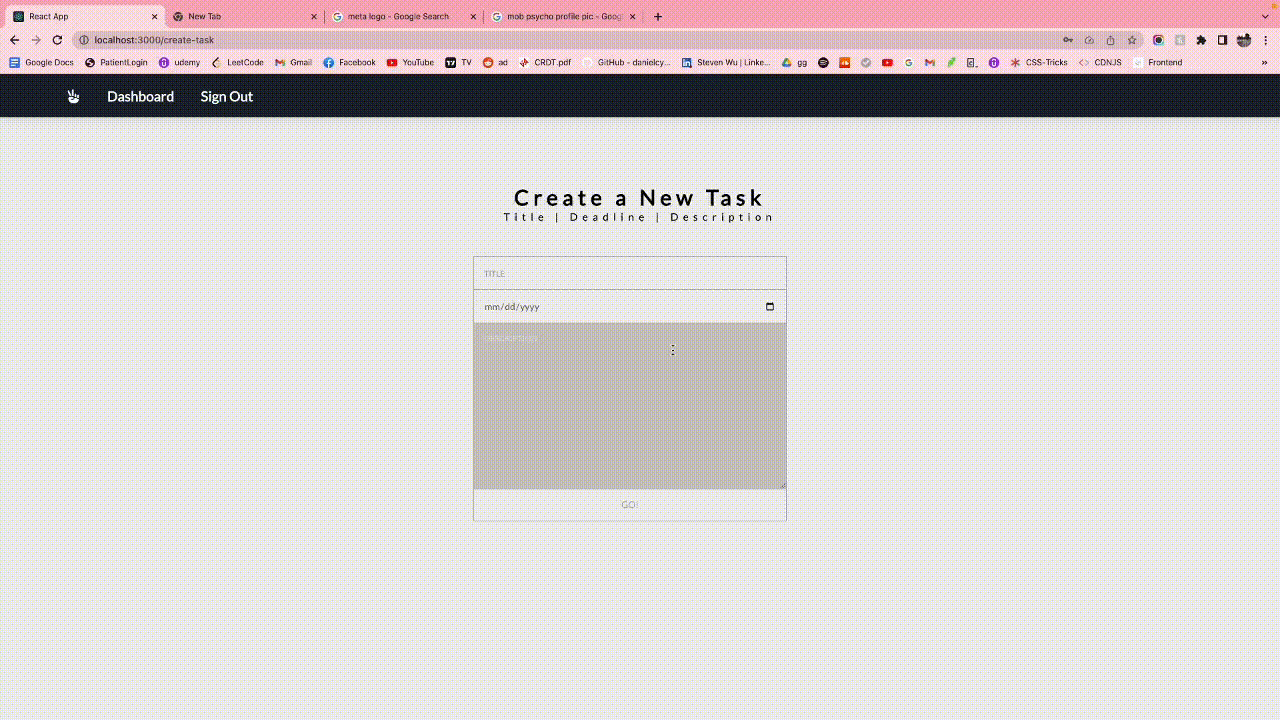 React App
New Tab
meta logo - Google Search
mob psycho profile pic - Goog
localhost:3000/create-task
Google Docs PatientLogin udemy LeetCode Gmail Facebook YouTube TV ad CRDT.pdf GitHub - danielcy... Steven Wu | Linke... gg CSS-Tricks CDNJS Frontend
Dashboard Sign Out
Create a New Task
Title | Deadline | Description
TITLE
mm/dd/yyyy
DESCRIPTION
GO!